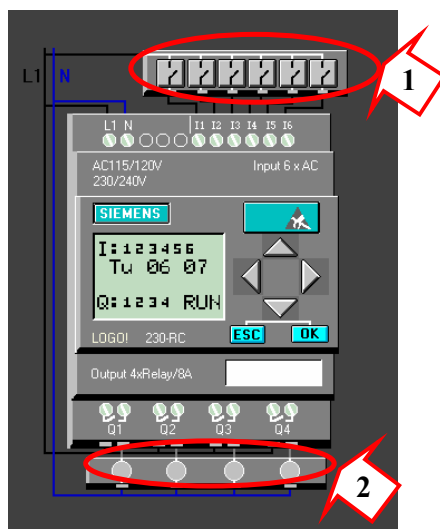 1
L1 N
L1 N I1 I2 I3 I4 I5 I6
AC115/120V Input 6 x AC
230/240V
SIEMENS
I:123456
Tu 06 07
Q:1234 RUN
ESC OK
LOGO! 230-RC
Output 4xRelay/8A
Q1 Q2 Q3 Q4
2